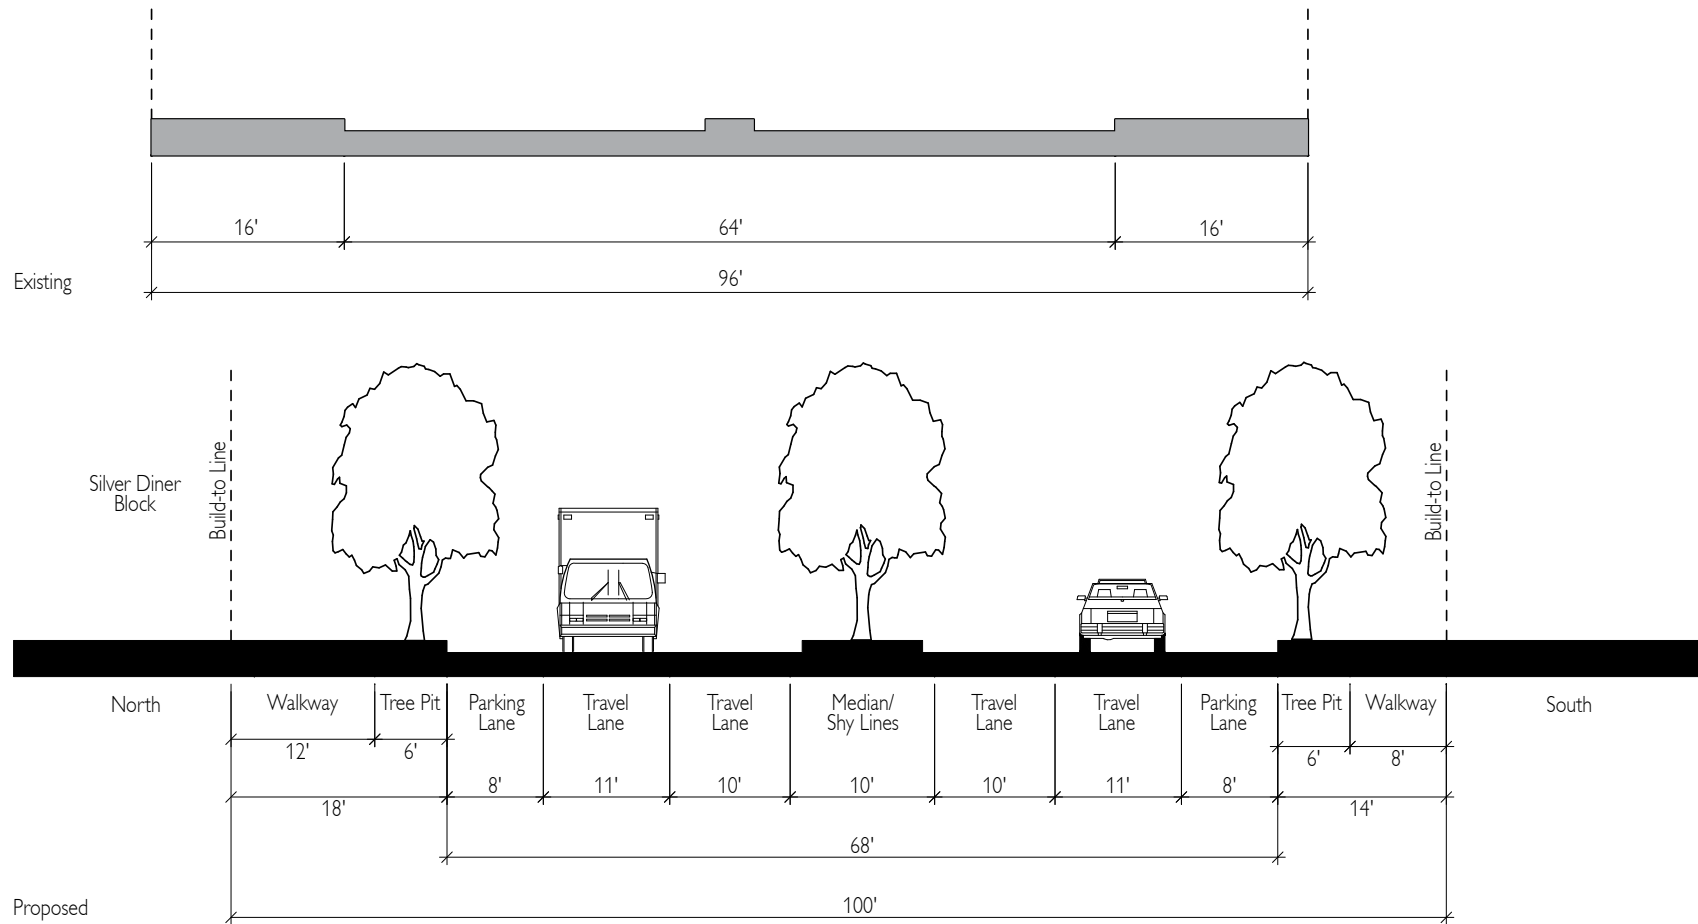 16'
64'
16'
96'
Existing
Silver Diner
Block
Build-to Line
Build-to Line
North
Walkway
Tree Pit
Parking
Lane
Travel
Lane
Travel
Lane
Median/
Shy Lines
Travel
Lane
Travel
Lane
Parking
Lane
Tree Pit
Walkway
South
12'
6'
6'
8'
8'
11'
10'
10'
10'
11'
8'
18'
14'
68'
Proposed
100'